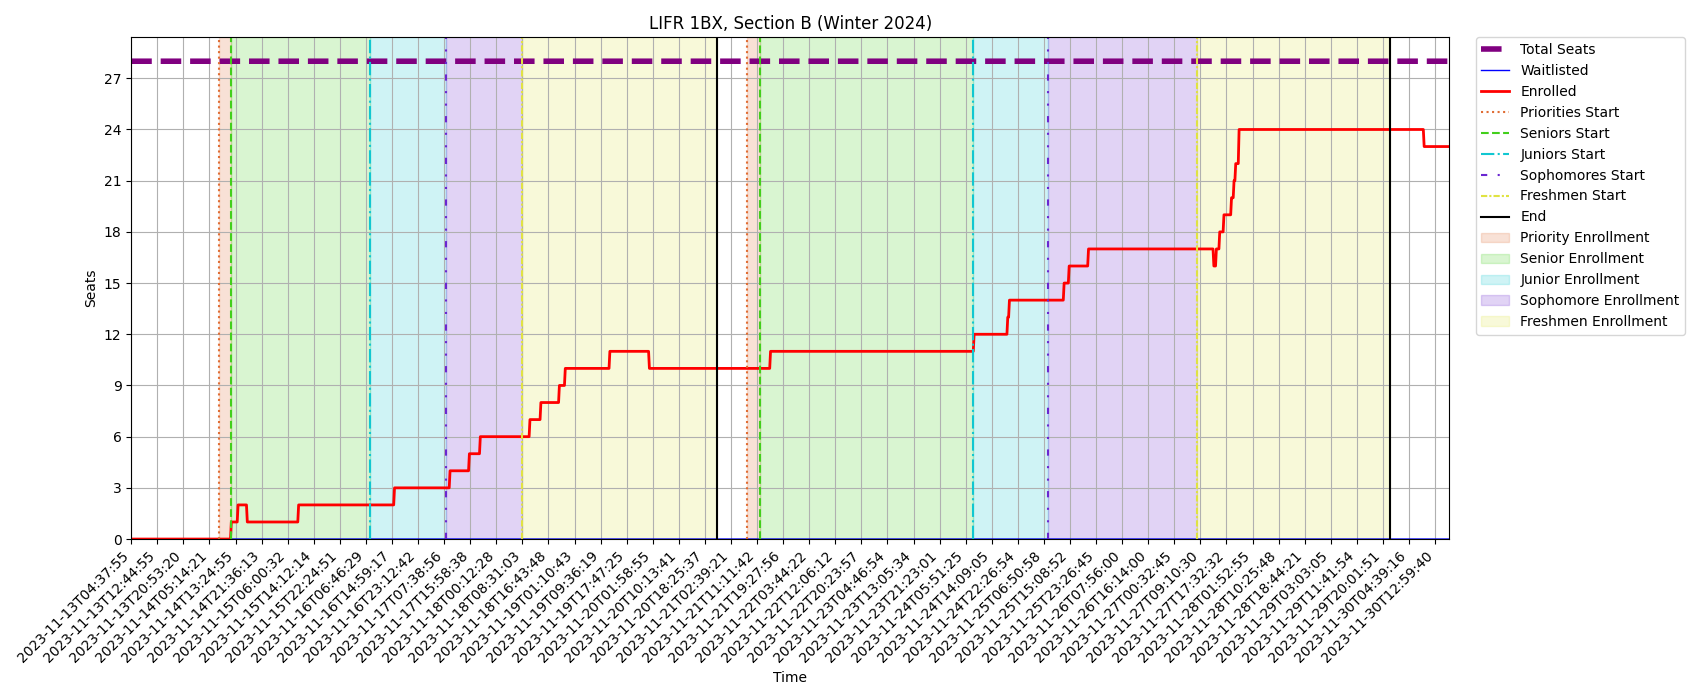 LIFR 1BX, Section B (Winter 2024)
Total Seats
Waitlisted
Enrolled
Priorities Start
Seniors Start
Juniors Start
Sophomores Start
Freshmen Start
End
Priority Enrollment
Senior Enrollment
Junior Enrollment
Sophomore Enrollment
Freshmen Enrollment
Seats
27
24
21
18
15
12
9
6
3
0
2023-11-13T04:37:55
2023-11-13T12:44:55
2023-11-13T20:53:20
2023-11-14T05:14:21
2023-11-14T13:24:55
2023-11-14T21:36:13
2023-11-15T06:00:32
2023-11-15T14:12:14
2023-11-15T22:24:51
2023-11-16T06:46:29
2023-11-16T14:59:17
2023-11-16T23:12:42
2023-11-17T07:38:56
2023-11-17T15:58:38
2023-11-18T00:12:28
2023-11-18T08:31:03
2023-11-18T16:43:48
2023-11-19T01:10:43
2023-11-19T09:36:19
2023-11-19T17:47:25
2023-11-20T01:58:55
2023-11-20T10:13:41
2023-11-20T18:25:37
2023-11-21T02:39:21
2023-11-21T11:11:42
2023-11-21T19:27:56
2023-11-22T03:44:22
2023-11-22T12:06:12
2023-11-22T20:23:57
2023-11-23T04:46:54
2023-11-23T13:05:34
2023-11-23T21:23:01
2023-11-24T05:51:25
2023-11-24T14:09:05
2023-11-24T22:26:54
2023-11-25T06:50:58
2023-11-25T15:08:52
2023-11-25T23:26:45
2023-11-26T07:56:00
2023-11-26T16:14:00
2023-11-27T00:32:45
2023-11-27T09:10:30
2023-11-27T17:32:32
2023-11-28T01:52:55
2023-11-28T10:25:48
2023-11-28T18:44:21
2023-11-29T03:03:05
2023-11-29T11:41:54
2023-11-29T20:01:51
2023-11-30T04:39:16
2023-11-30T12:59:40
Time